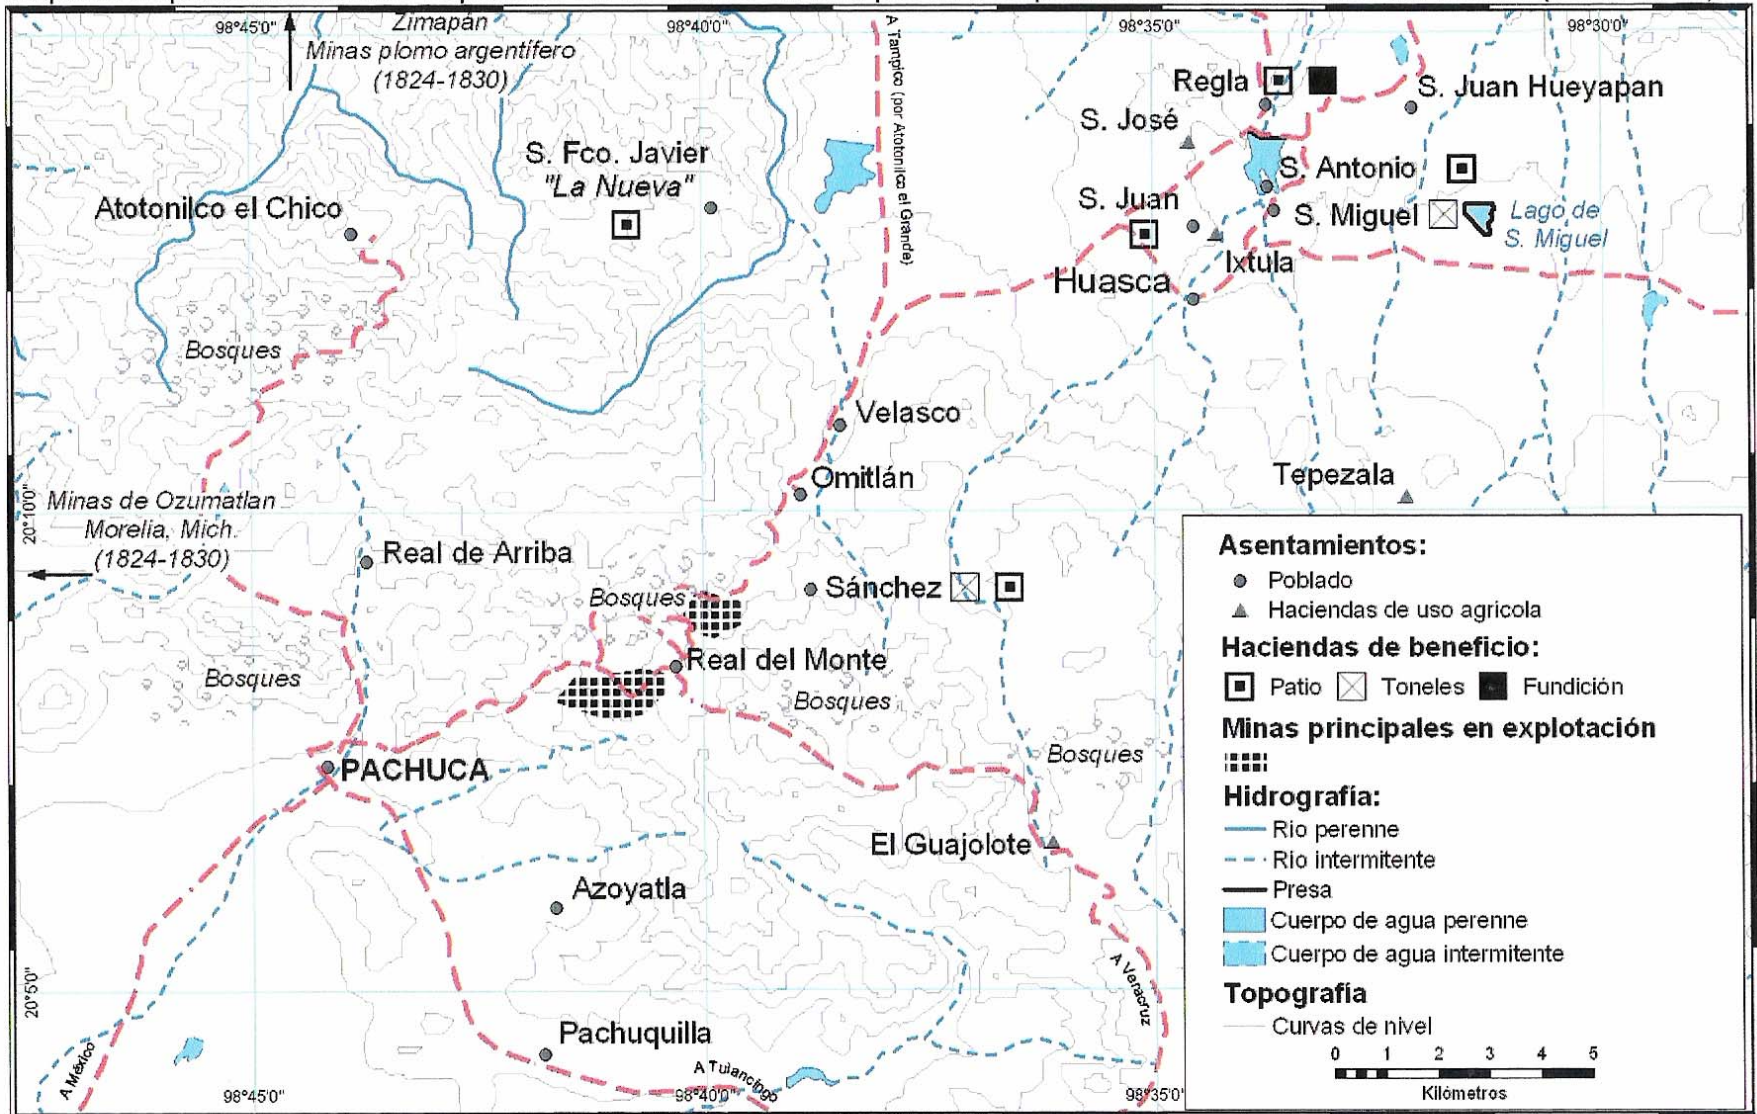 98°45'0"
98°40'0"
98°35'0"
98°30'0"
Zimapán
Minas plomo argentífero
(1824-1830)
A Tampico (por Atotonilco el Grande)
Regla
S. Juan Hueyapan
S. José
S. Fco. Javier
"La Nueva"
S. Antonio
Atotonilco el Chico
S. Juan
S. Miguel
Lago de
S. Miguel
Ixtula
Huasca
Bosques
Velasco
Omitlán
Tepezala
20°10'0"
Minas de Ozumatlan
Morelia, Mich.
(1824-1830)
Real de Arriba
Bosques
Sánchez
Real del Monte
Bosques
Bosques
Bosques
PACHUCA
El Guajolote
Azoyatla
A Veracruz
20°5'0"
Pachuquilla
A México
A Tulancingo
98°45'0"
98°40'0"
98°35'0"
Asentamientos:
Poblado
Haciendas de uso agricola
Haciendas de beneficio:
Patio Toneles Fundición
Minas principales en explotación
Hidrografía:
Rio perenne
Rio intermitente
Presa
Cuerpo de agua perenne
Cuerpo de agua intermitente
Topografía
Curvas de nivel
0 1 2 3 4 5
Kilómetros